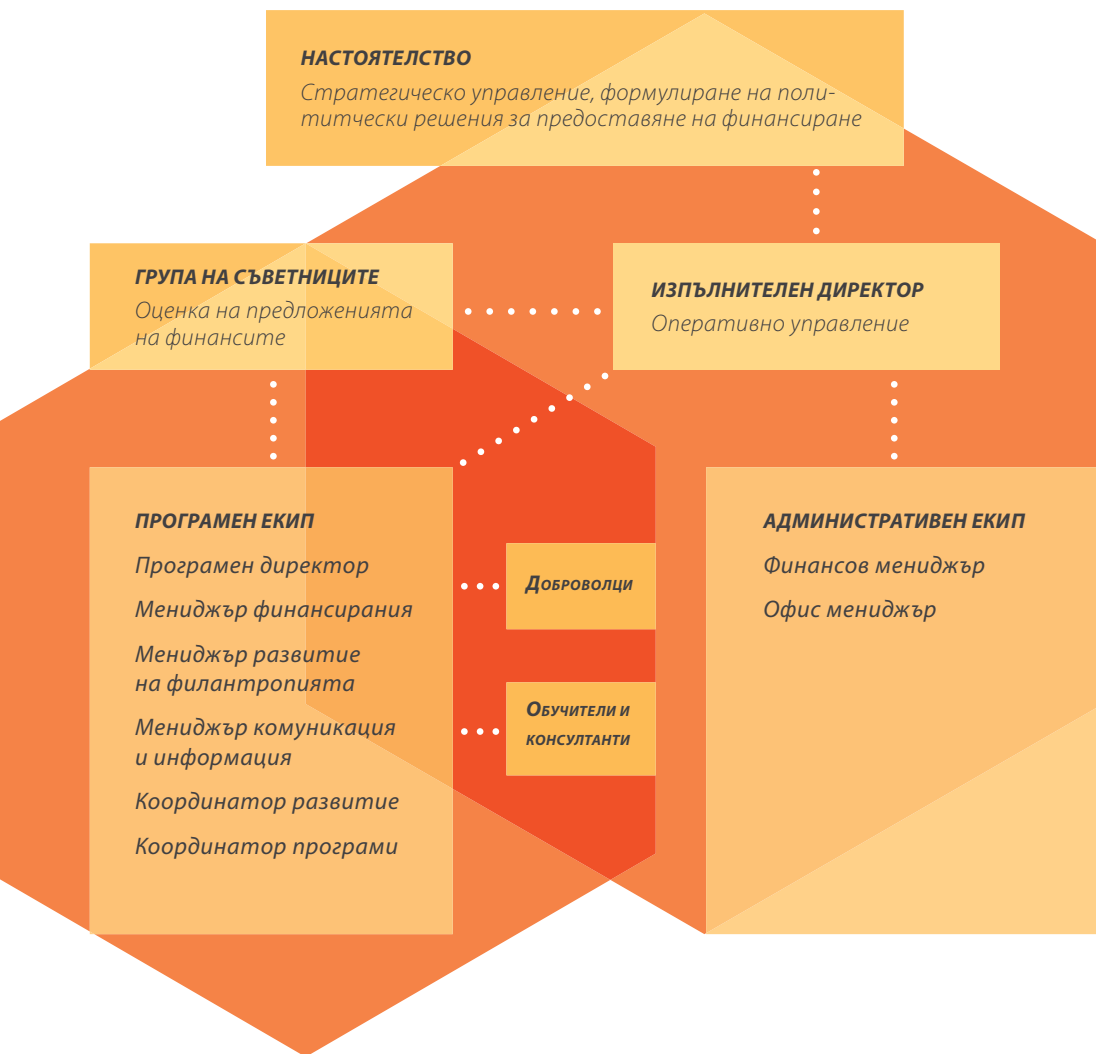 НАСТОЯТЕЛСТВО
Стратегическо управление, формулиране на поли-
титчески решения за предоставяне на финансиране
ГРУПА НА СЪВЕТНИЦИТЕ
Оценка на предложенията
на финансите
ИЗПЪЛНИТЕЛЕН ДИРЕКТОР
Оперативно управление
ПРОГРАМЕН ЕКИП
Програмен директор
Мениджър финансирания
Мениджър развитие
на филантропията
Мениджър комуникация
и информация
Координатор развитие
Координатор програми
Доброволци
Обучители и
консултанти
АДМИНИСТРАТИВЕН ЕКИП
Финансов мениджър
Офис мениджър